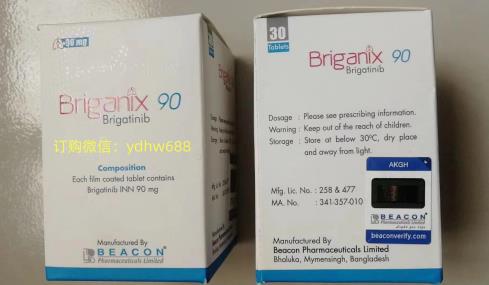 90 mg
Briganix 90
Brigatinib
订购微信：ydhw688
Composition
Each film coated tablet contains
Brigatinib INN 90 mg
Manufactured By
BEACON
Pharmaceuticals Limited
30
Tablets
Briganix 90
Brigatinib
Dosage : Please see prescribing information.
Warning : Keep out of the reach of children.
Storage : Store at below 30°C, dry place
and away from light.
Mfg. Lic. No. : 258 & 477
MA. No. : 341-357-010
Manufactured By
Beacon Pharmaceuticals Limited
Bhaluka, Mymensingh, Bangladesh
AKGH
BEACON
beaconverify.com